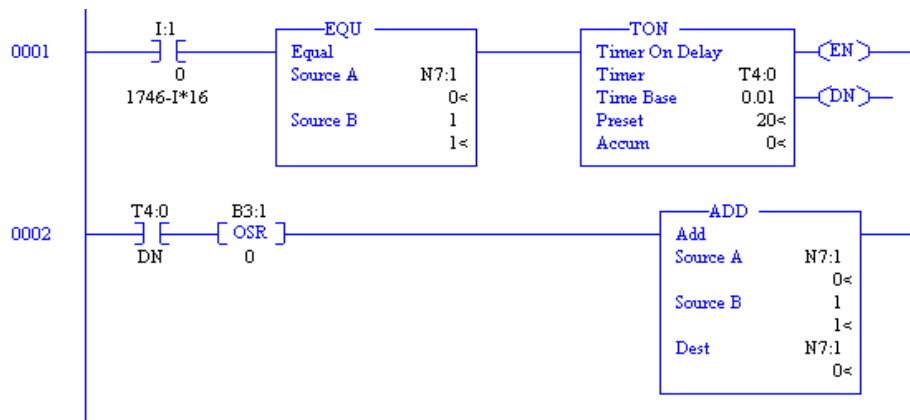 0001
I:1
0
1746-I*16
EQU
Equal
Source A N7:1
0<
Source B 1
1<
TON
Timer On Delay
Timer T4:0
Time Base 0.01
Preset 20<
Accum 0<
EN
DN
0002
T4:0
DN
B3:1
OSR
0
ADD
Add
Source A N7:1
0<
Source B 1
1<
Dest N7:1
0<